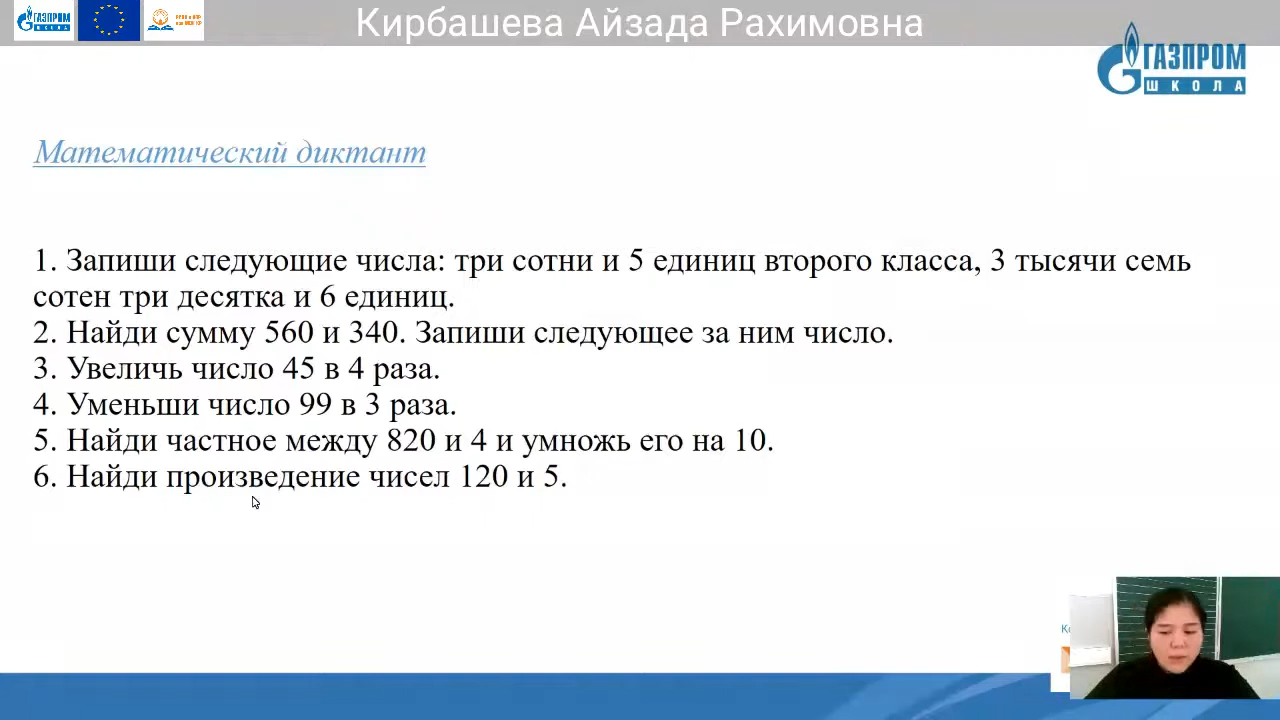 Кирбашева Айзада Рахимовна
ГАЗПРОМ
ШКОЛА
ГАЗПРОМ
ШКОЛА
Математический диктант
1. Запиши следующие числа: три сотни и 5 единиц второго класса, 3 тысячи семь
сотен три десятка и 6 единиц.
2. Найди сумму 560 и 340. Запиши следующее за ним число.
3. Увеличь число 45 в 4 раза.
4. Уменьши число 99 в 3 раза.
5. Найди частное между 820 и 4 и умножь его на 10.
6. Найди произведение чисел 120 и 5.